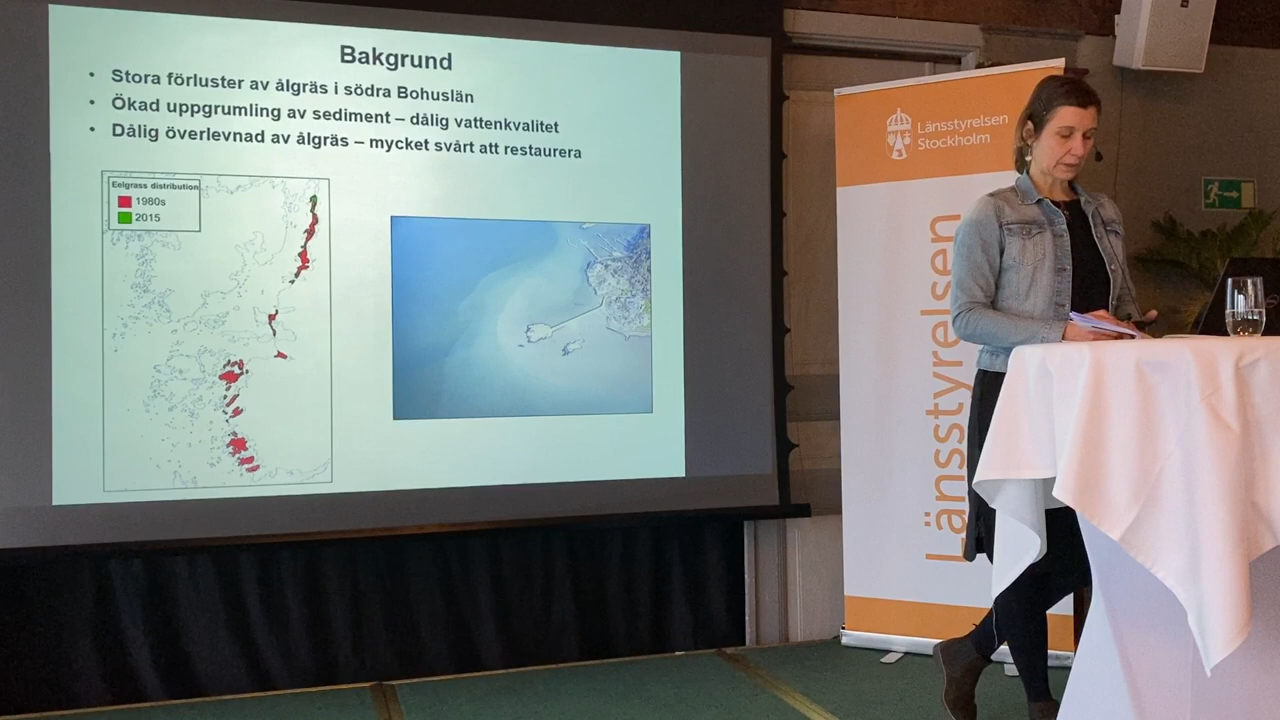 Bakgrund
• Stora förluster av ålgräs i södra Bohuslän
• Ökad uppgrumling av sediment – dålig vattenkvalitet
• Dålig överlevnad av ålgräs – mycket svårt att restaurera
Eelgrass distribution
1980s
2015
Länsstyrelsen
Stockholm
Länsstyrelsen